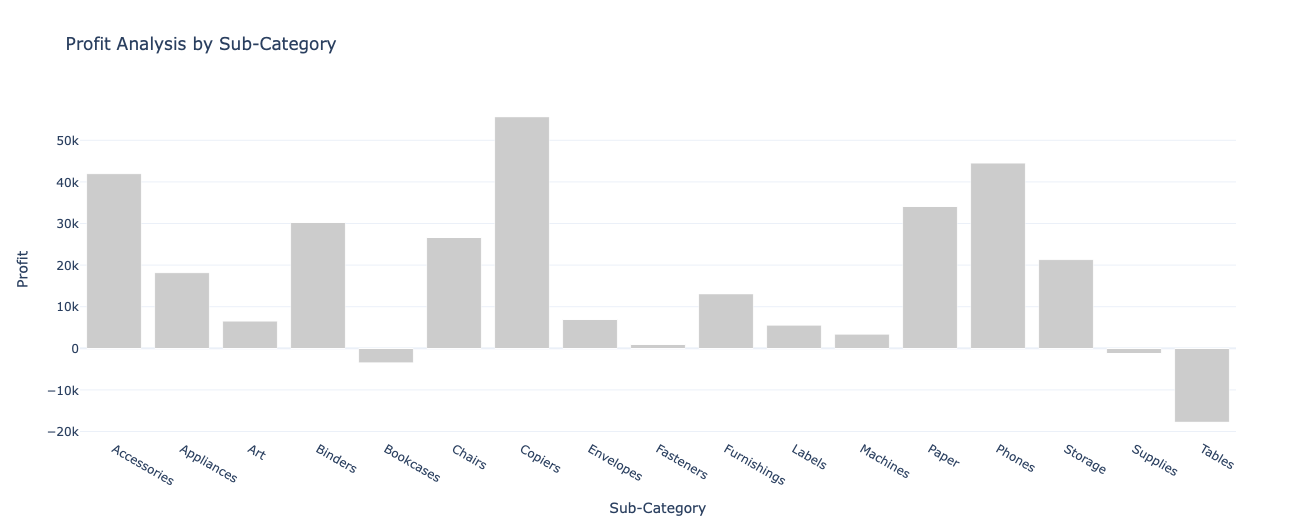 Profit Analysis by Sub-Category
50k
40k
30k
20k
10k
0
−10k
−20k
Profit
Accessories
Appliances
Art
Binders
Bookcases
Chairs
Copiers
Envelopes
Fasteners
Furnishings
Labels
Machines
Paper
Phones
Storage
Supplies
Tables
Sub-Category